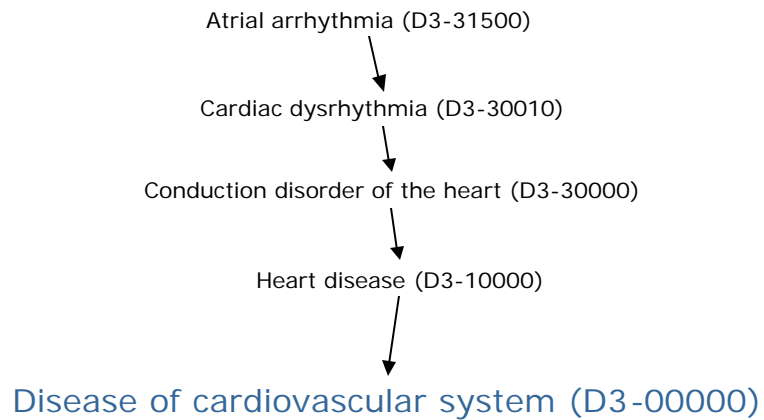 Atrial arrhythmia (D3-31500)
Cardiac dysrhythmia (D3-30010)
Conduction disorder of the heart (D3-30000)
Heart disease (D3-10000)
Disease of cardiovascular system (D3-00000)